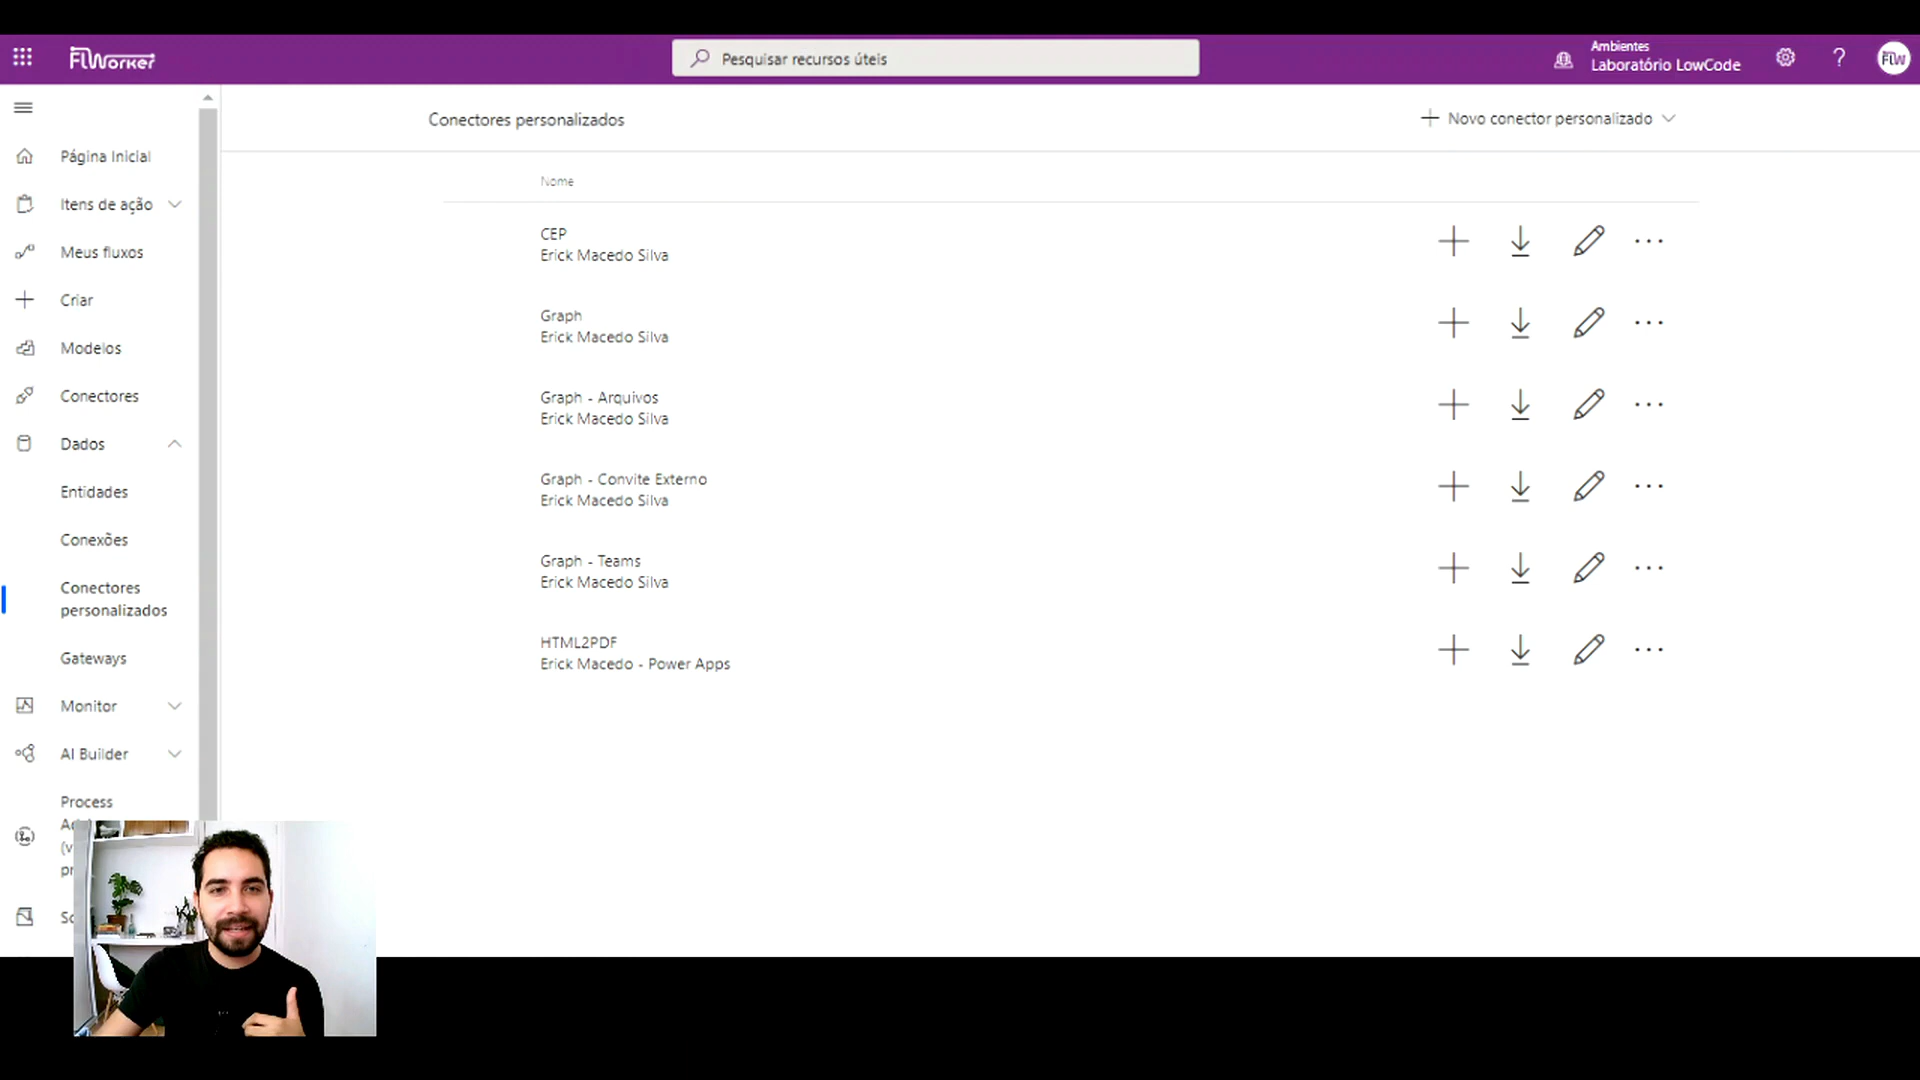 FLWorker
Pesquisar recursos úteis
Ambientes
Laboratório LowCode
FLW
Conectores personalizados
Novo conector personalizado
Página Inicial
Itens de ação
Meus fluxos
Criar
Modelos
Conectores
Dados
Entidades
Conexões
Conectores
personalizados
Gateways
Monitor
AI Builder
Process
Nome
CEP
Erick Macedo Silva
Graph
Erick Macedo Silva
Graph - Arquivos
Erick Macedo Silva
Graph - Convite Externo
Erick Macedo Silva
Graph - Teams
Erick Macedo Silva
HTML2PDF
Erick Macedo - Power Apps